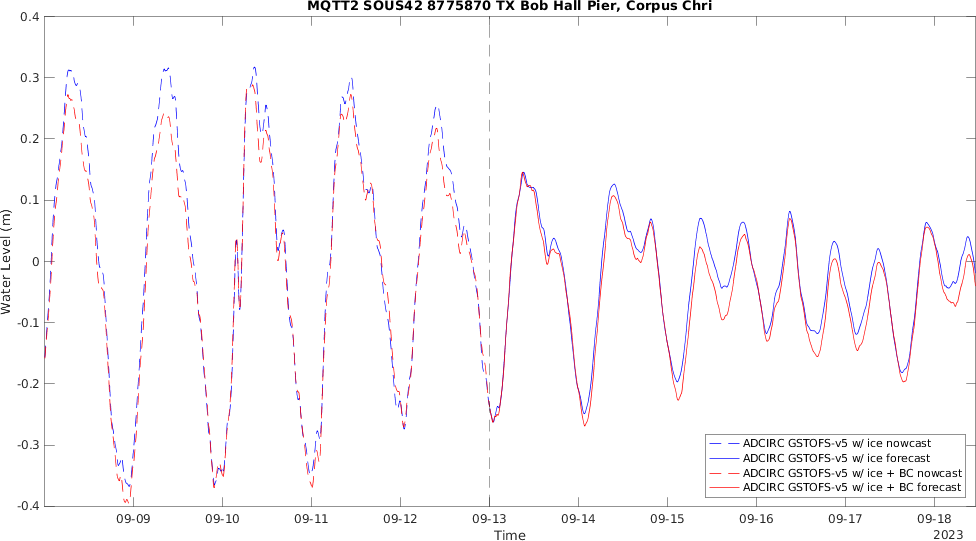 MQTT2 SOUS42 8775870 TX Bob Hall Pier, Corpus Chri
0.4
0.3
0.2
0.1
0
-0.1
-0.2
-0.3
-0.4
Water Level (m)
09-09 09-10 09-11 09-12 09-13 09-14 09-15 09-16 09-17 09-18
Time
2023
ADCIRC GSTOFS-v5 w/ ice nowcast
ADCIRC GSTOFS-v5 w/ ice forecast
ADCIRC GSTOFS-v5 w/ ice + BC nowcast
ADCIRC GSTOFS-v5 w/ ice + BC forecast